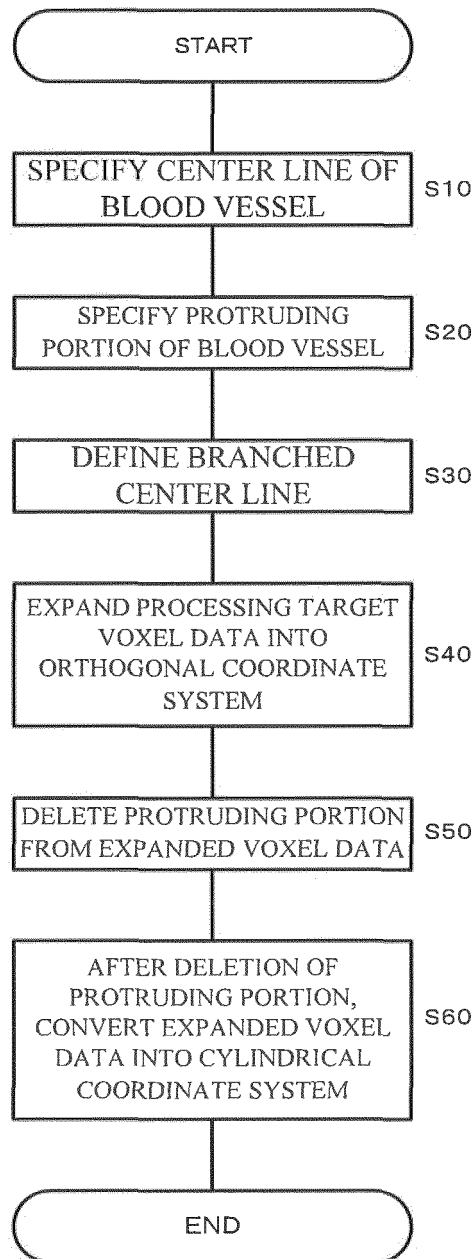 START
SPECIFY CENTER LINE OF
BLOOD VESSEL
S10
SPECIFY PROTRUDING
PORTION OF BLOOD VESSEL
S20
DEFINE BRANCHED
CENTER LINE
S30
EXPAND PROCESSING TARGET
VOXEL DATA INTO
ORTHOGONAL COORDINATE
SYSTEM
S40
DELETE PROTRUDING PORTION
FROM EXPANDED VOXEL DATA
S50
AFTER DELETION OF
PROTRUDING PORTION,
CONVERT EXPANDED VOXEL
DATA INTO CYLINDRICAL
COORDINATE SYSTEM
S60
END